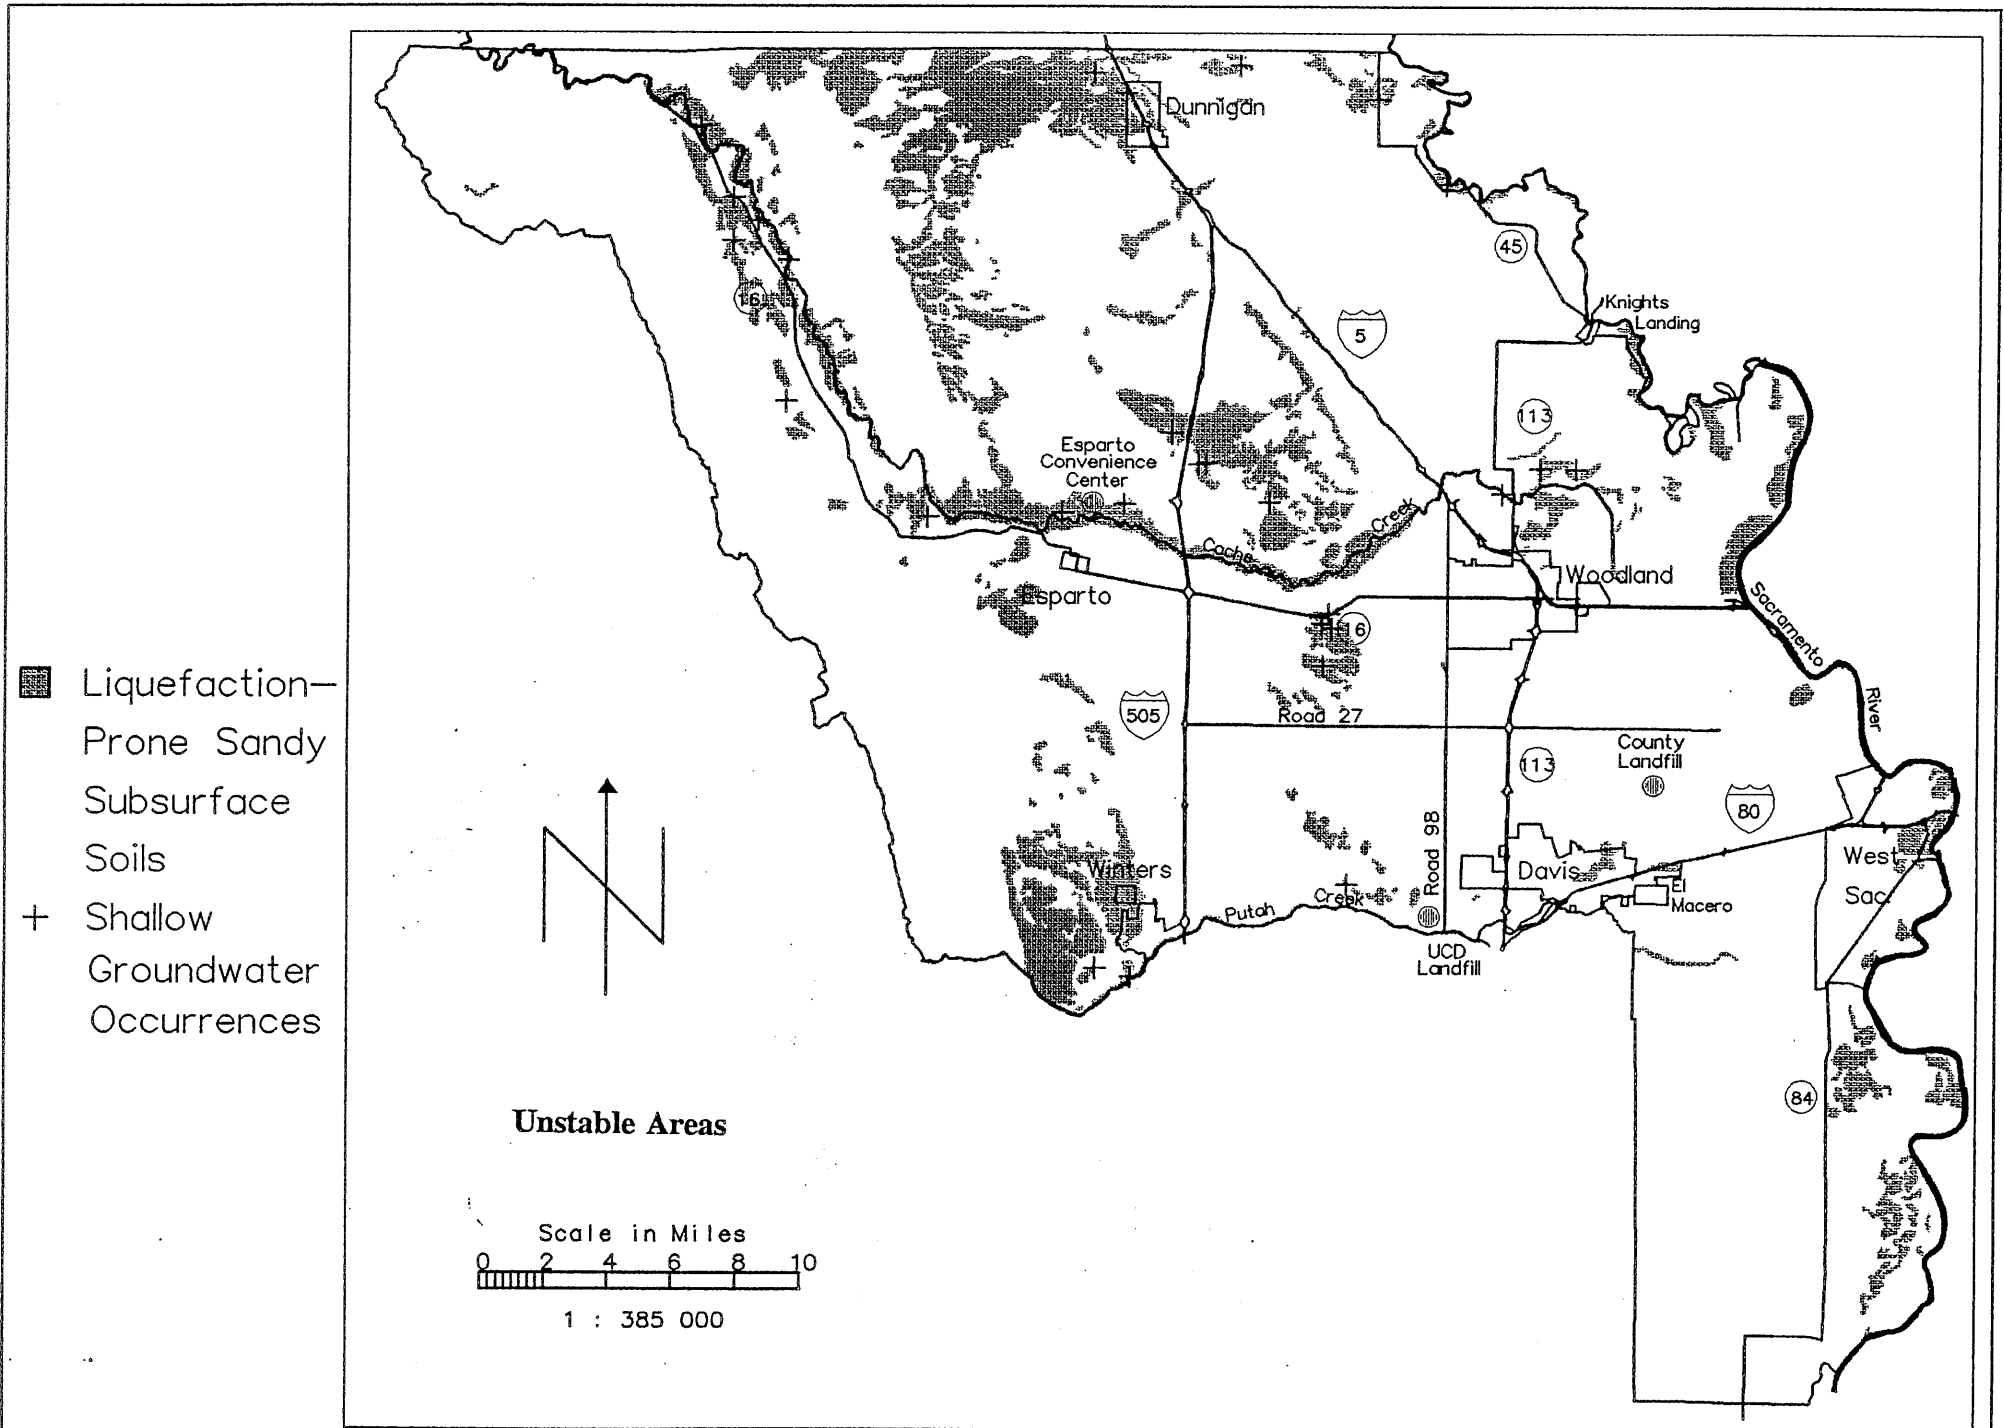 Dunnigan
45
Knights
Landing
16
5
113
Esparto
Convenience
Center
Creek
Cache
Woodland
Esparto
Sacramento
16
Liquefaction—
Prone Sandy
Subsurface
Soils
Shallow
Groundwater
Occurrences
505
Road 27
River
County
Landfill
113
80
Road 98
West
Sac.
Winters
Davis
El
Macero
Putah
Creek
UCD
Landfill
84
Unstable Areas
Scale in Miles
0 2 4 6 8 10
1 : 385 000